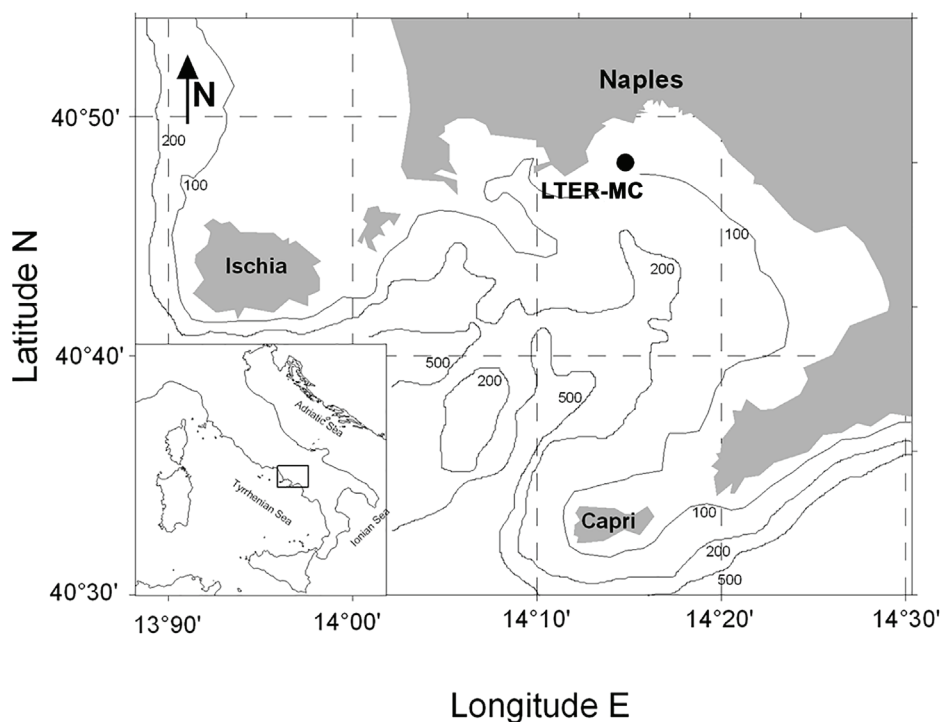 Naples
N
40°50'
200
LTER-MC
100
100
Ischia
200
Latitude N
40°40'
500
200
500
Adriatic Sea
Tyrrhenian Sea
Ionian Sea
Capri
100
200
500
40°30'
13°90'
14°00'
14°10'
14°20'
14°30'
Longitude E